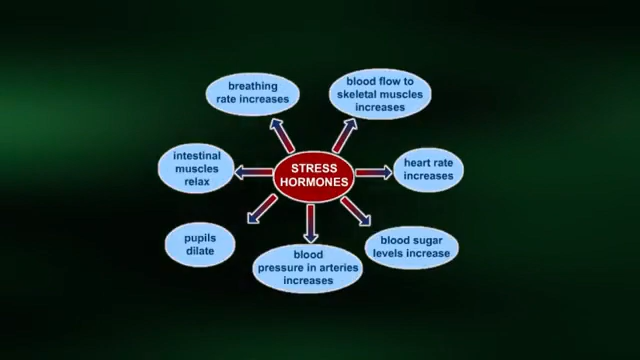 breathing
rate increases
blood flow to
skeletal muscles
increases
intestinal
muscles
relax
STRESS
HORMONES
heart rate
increases
pupils
dilate
blood
pressure in arteries
increases
blood sugar
levels increase